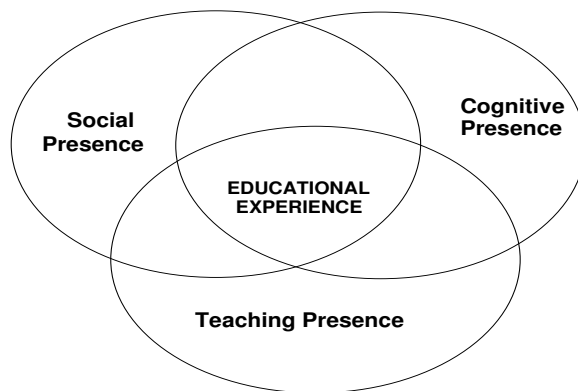 Social
Presence
Cognitive
Presence
EDUCATIONAL
EXPERIENCE
Teaching Presence